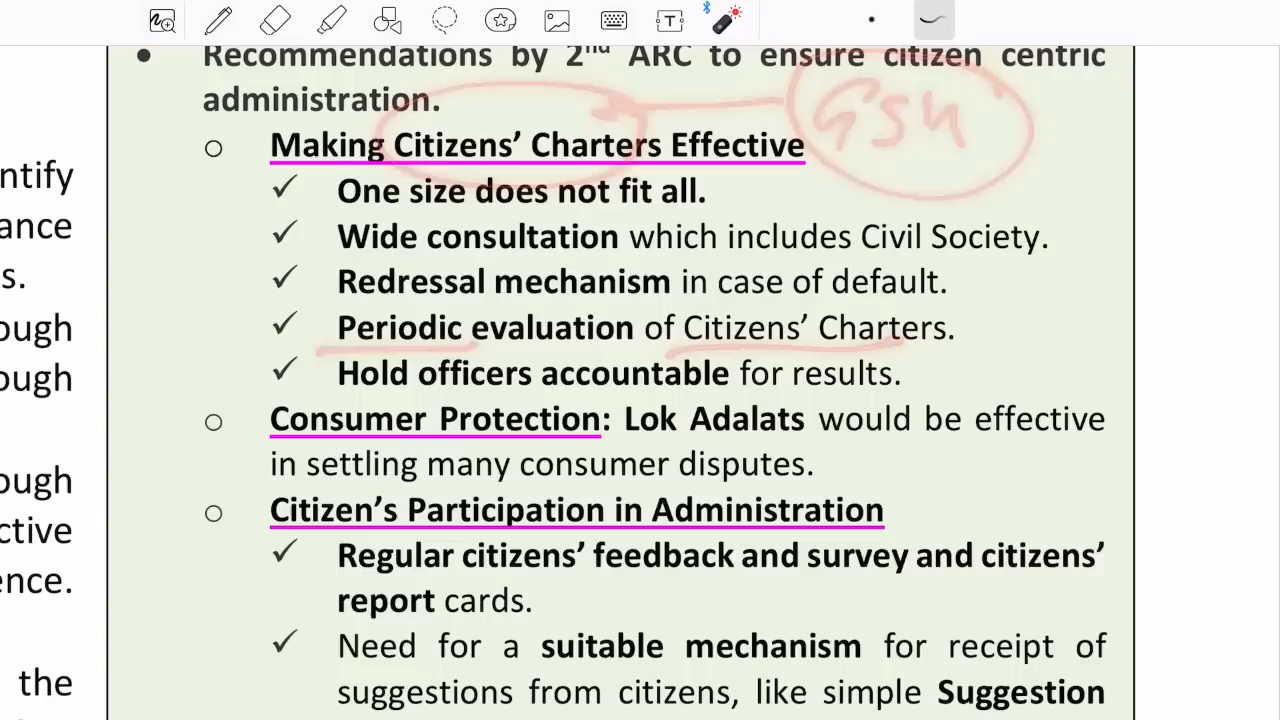 • Recommendations by 2nd ARC to ensure citizen centric
administration.
o Making Citizens' Charters Effective
✓ One size does not fit all.
✓ Wide consultation which includes Civil Society.
✓ Redressal mechanism in case of default.
✓ Periodic evaluation of Citizens' Charters.
✓ Hold officers accountable for results.
o Consumer Protection: Lok Adalats would be effective
in settling many consumer disputes.
o Citizen's Participation in Administration
✓ Regular citizens' feedback and survey and citizens'
report cards.
✓ Need for a suitable mechanism for receipt of
suggestions from citizens, like simple Suggestion
ntify
ance
s.
ough
ough
ough
ctive
ence.
the